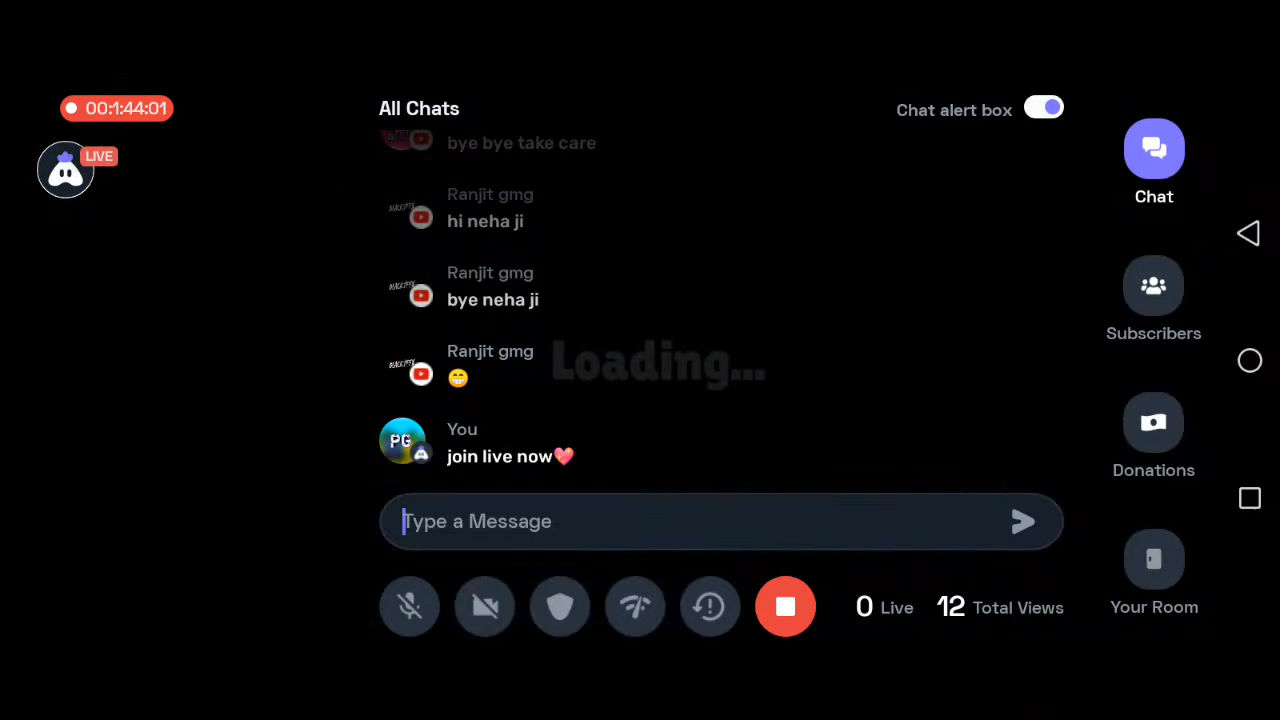 00:1:44:01
All Chats
Chat alert box
LIVE
bye bye take care
Ranjit gmg
hi neha ji
Ranjit gmg
bye neha ji
Ranjit gmg
😁
Loading...
You
PG
join live now💖
Type a Message
0 Live 12 Total Views
Chat
Subscribers
Donations
Your Room